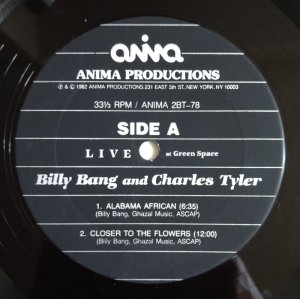 anima
ANIMA PRODUCTIONS
℗ & © 1982 ANIMA PRODUCTIONS: 231 EAST 5th ST, NEW YORK, NY 10003
33⅓ RPM / ANIMA 2BT-78
SIDE A
LIVE at Green Space
Billy Bang and Charles Tyler
1. ALABAMA AFRICAN (6:35)
(Billy Bang, Ghazal Music, ASCAP)
2. CLOSER TO THE FLOWERS (12:00)
(Billy Bang, Ghazal Music, ASCAP)